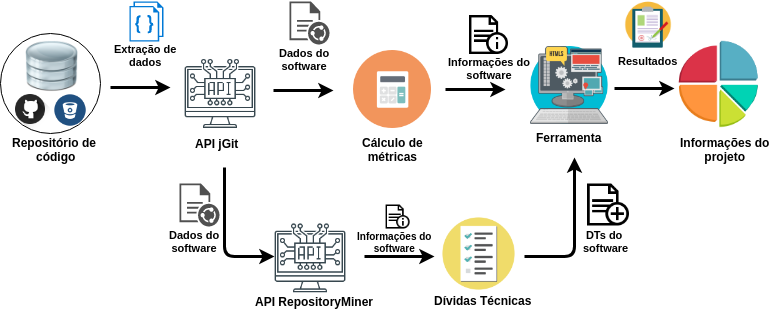 Extração de
dados
Dados do
software
Informações do
software
Resultados
HTML5
API
Repositório de
código
API jGit
Cálculo de
métricas
Ferramenta
Informações do
projeto
Dados do
software
API
API RepositoryMiner
Informações do
software
Dívidas Técnicas
DTs do
software